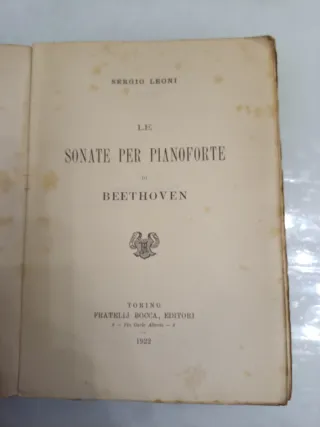 SERGIO LEONI
LE
SONATE PER PIANOFORTE
DI
BEETHOVEN
TORINO
FRATELLI BOCCA, EDITORI
Via Carlo Alberto
1922